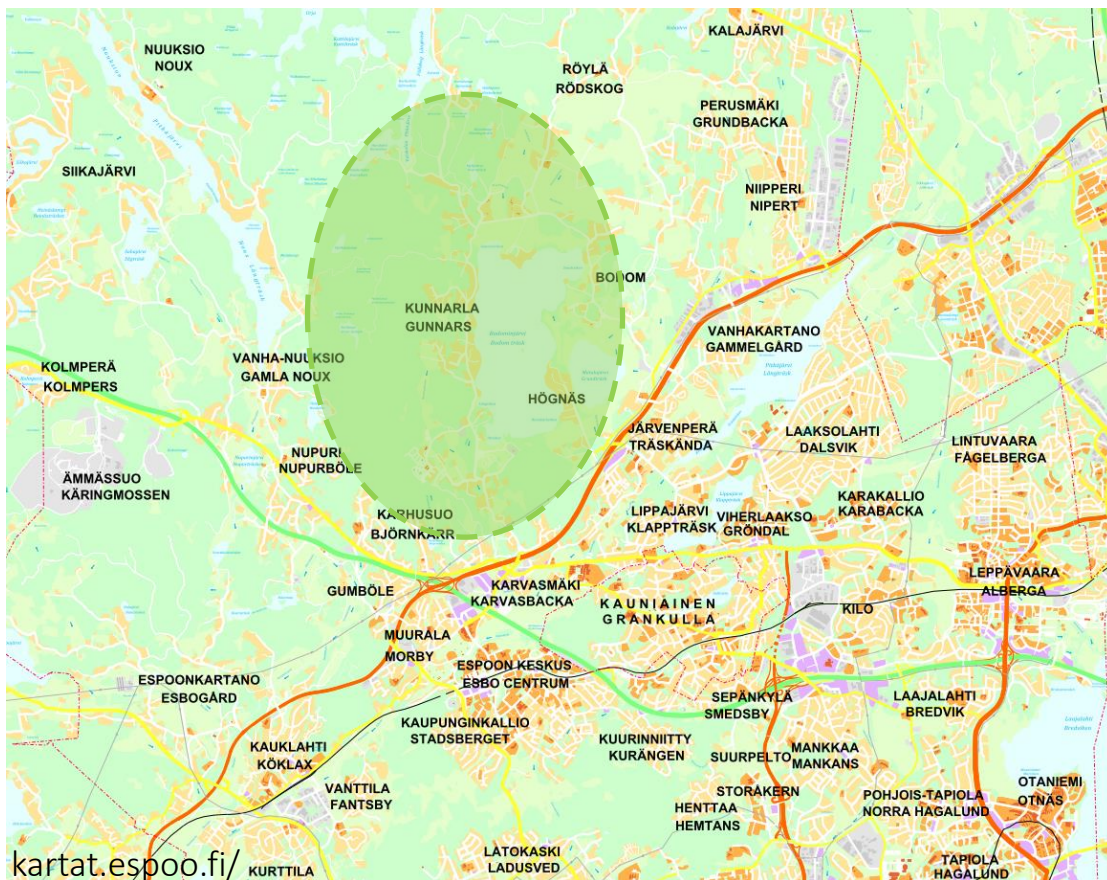 NUUKSIO
NOUX
KALAJÄRVI
RÖYLÄ
RÖDSKOG
PERUSMÄKI
GRUNDBACKA
SIIKAJÄRVI
NIIPPERI
NIPERT
BODOM
KUNNARLA
GUNNARS
VANHAKARTANO
GAMMELGÅRD
VANHA-NUUKSIO
GAMLA NOUX
KOLMPERÄ
KOLMPERS
HÖGNÄS
JÄRVENPERÄ
TRÄSKÄNDA
LAAKSOLAHTI
DALSVIK
LINTUVAARA
FÅGELBERGA
NUPURI
NUPURBÖLE
ÄMMÄSSUO
KÄRINGMOSSEN
KARAKALLIO
KARABACKA
LIPPAJÄRVI
KLAPPTRÄSK
VIHERLAAKSO
GRÖNDAL
KARHUSUO
BJÖRNKÄRR
LEPPÄVAARA
ALBERGA
GUMBÖLE
KARVASMÄKI
KARVASBACKA
KAUNIAINEN
GRANKULLA
KILO
MUURALA
MORBY
ESPOON KESKUS
ESBO CENTRUM
ESPOONKARTANO
ESBOGÅRD
SEPÄNKYLÄ
SMEDSBY
LAAJALAHTI
BREDVIK
KAUPUNGINKALLIO
STADSBERGET
KUURINNIITTY
KURÄNGEN
SUURPELTO
MANKKAA
MANKANS
KAUKLAHTI
KÖKLAX
VANTTILA
FANTSBY
STORÅKERN
HENTTAA
HEMTANS
POHJOIS-TAPIOLA
NORRA HAGALUND
OTANIEMI
OTNÄS
LATOKASKI
LADUSVED
TAPIOLA
HAGALUND
KURTTILA
kartat.espoo.fi/